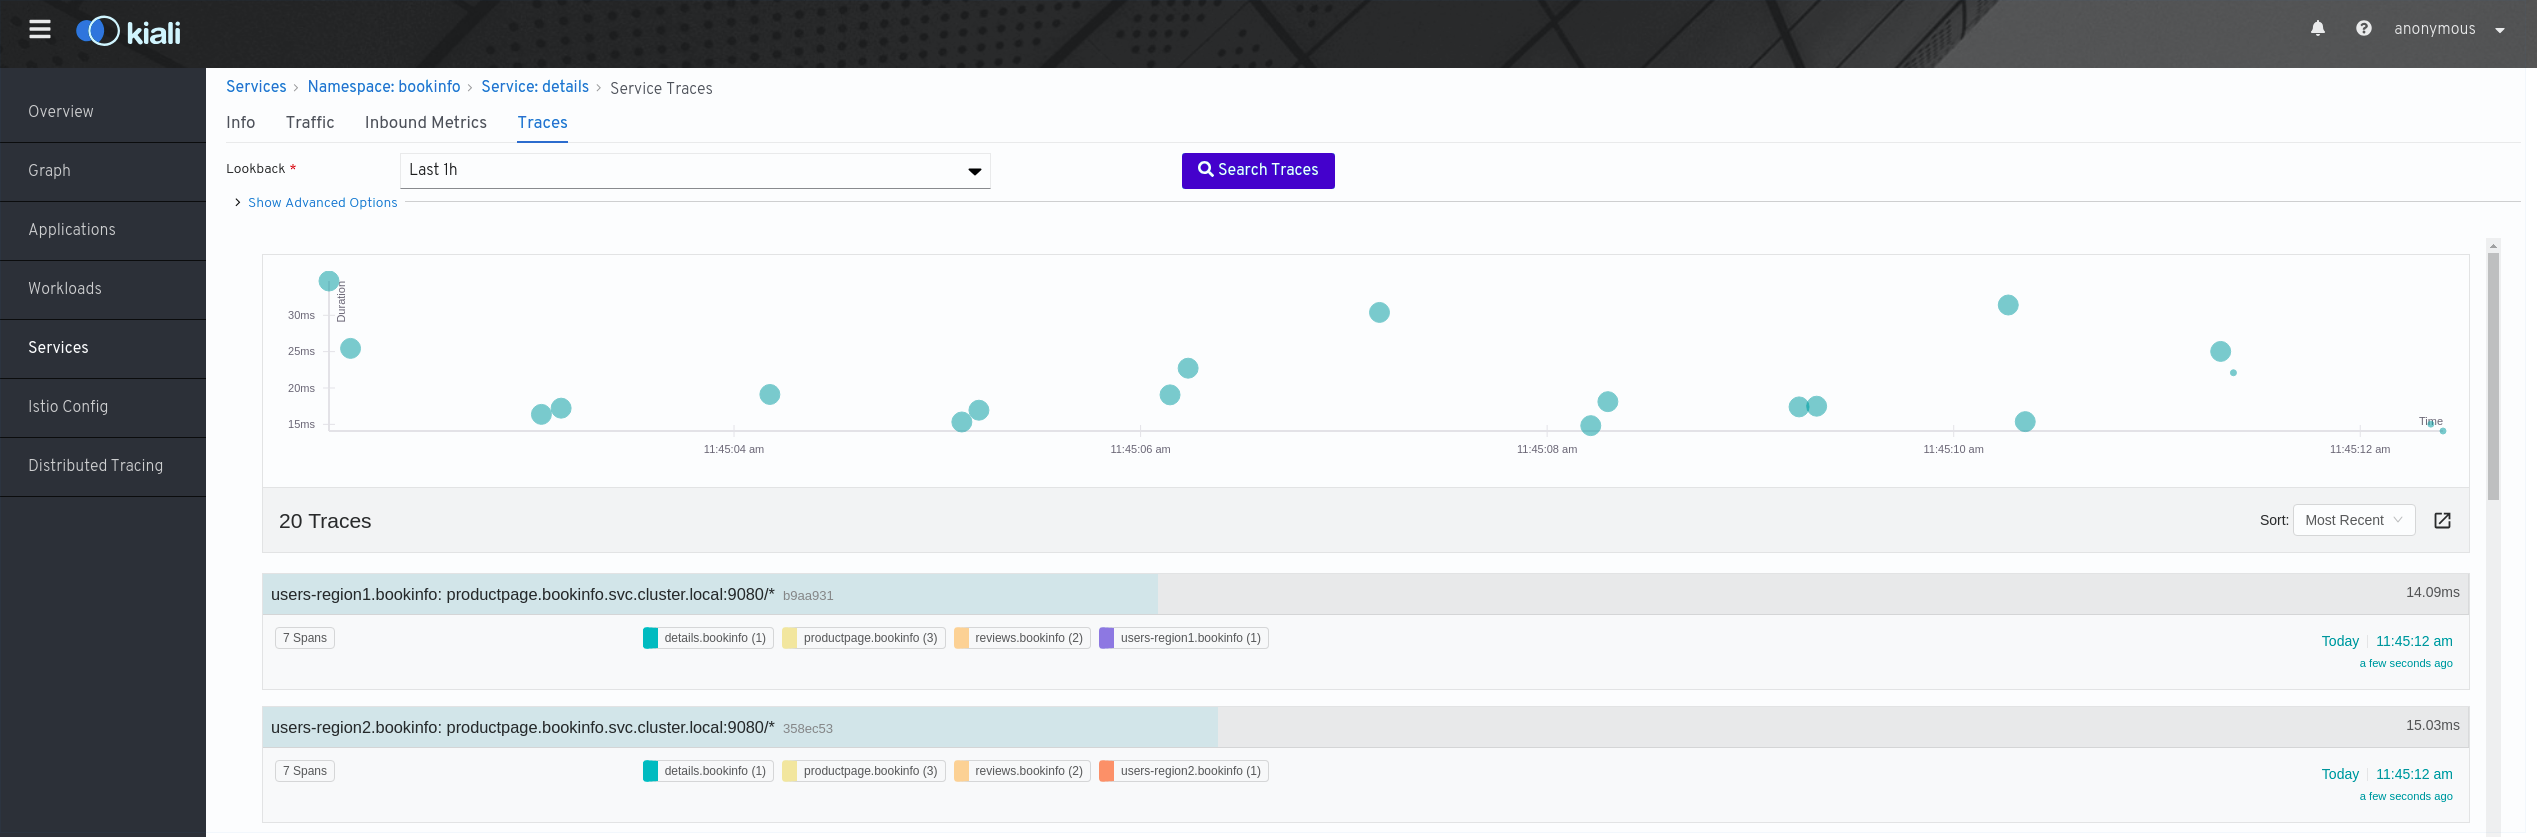 kiali
anonymous
Overview
Graph
Applications
Workloads
Services
Istio Config
Distributed Tracing
Services > Namespace: bookinfo > Service: details > Service Traces
Info Traffic Inbound Metrics Traces
Lookback * Last 1h Search Traces
Show Advanced Options
Duration
30ms
25ms
20ms
15ms
Time
11:45:04 am 11:45:06 am 11:45:08 am 11:45:10 am 11:45:12 am
20 Traces Sort: Most Recent
users-region1.bookinfo: productpage.bookinfo.svc.cluster.local:9080/* b9aa931 14.09ms
7 Spans details.bookinfo (1) productpage.bookinfo (3) reviews.bookinfo (2) users-region1.bookinfo (1) Today 11:45:12 am
a few seconds ago
users-region2.bookinfo: productpage.bookinfo.svc.cluster.local:9080/* 358ec53 15.03ms
7 Spans details.bookinfo (1) productpage.bookinfo (3) reviews.bookinfo (2) users-region2.bookinfo (1) Today 11:45:12 am
a few seconds ago